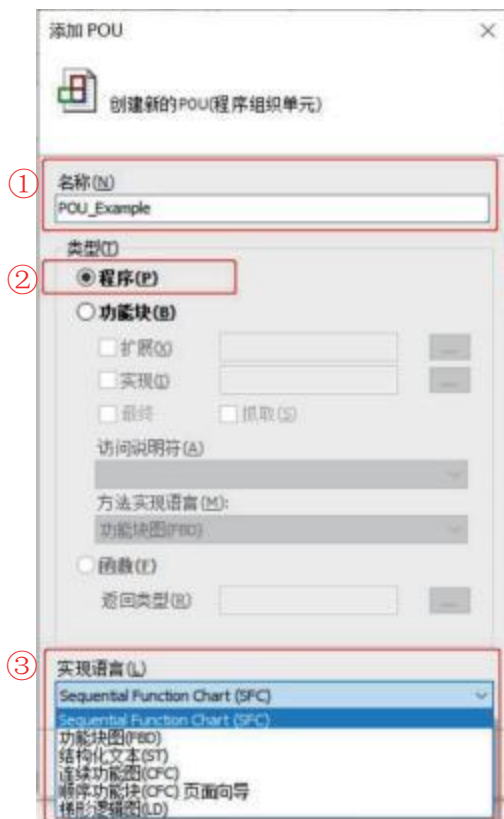 添加 POU
创建新的POU(程序组织单元)
①
名称(N)
POU_Example
类型(T)
②
程序(P)
功能块(B)
扩展(X)
...
实现(I)
...
最终 抓取(S)
访问说明符(A)
方法实现语言(M):
功能块图(FBD)
函数(F)
返回类型(R)
...
③
实现语言(L)
Sequential Function Chart (SFC)
Sequential Function Chart (SFC)
功能块图(FBD)
结构化文本(ST)
连续功能图(CFC)
顺序功能块(CFC) 页面向导
梯形逻辑图(LD)